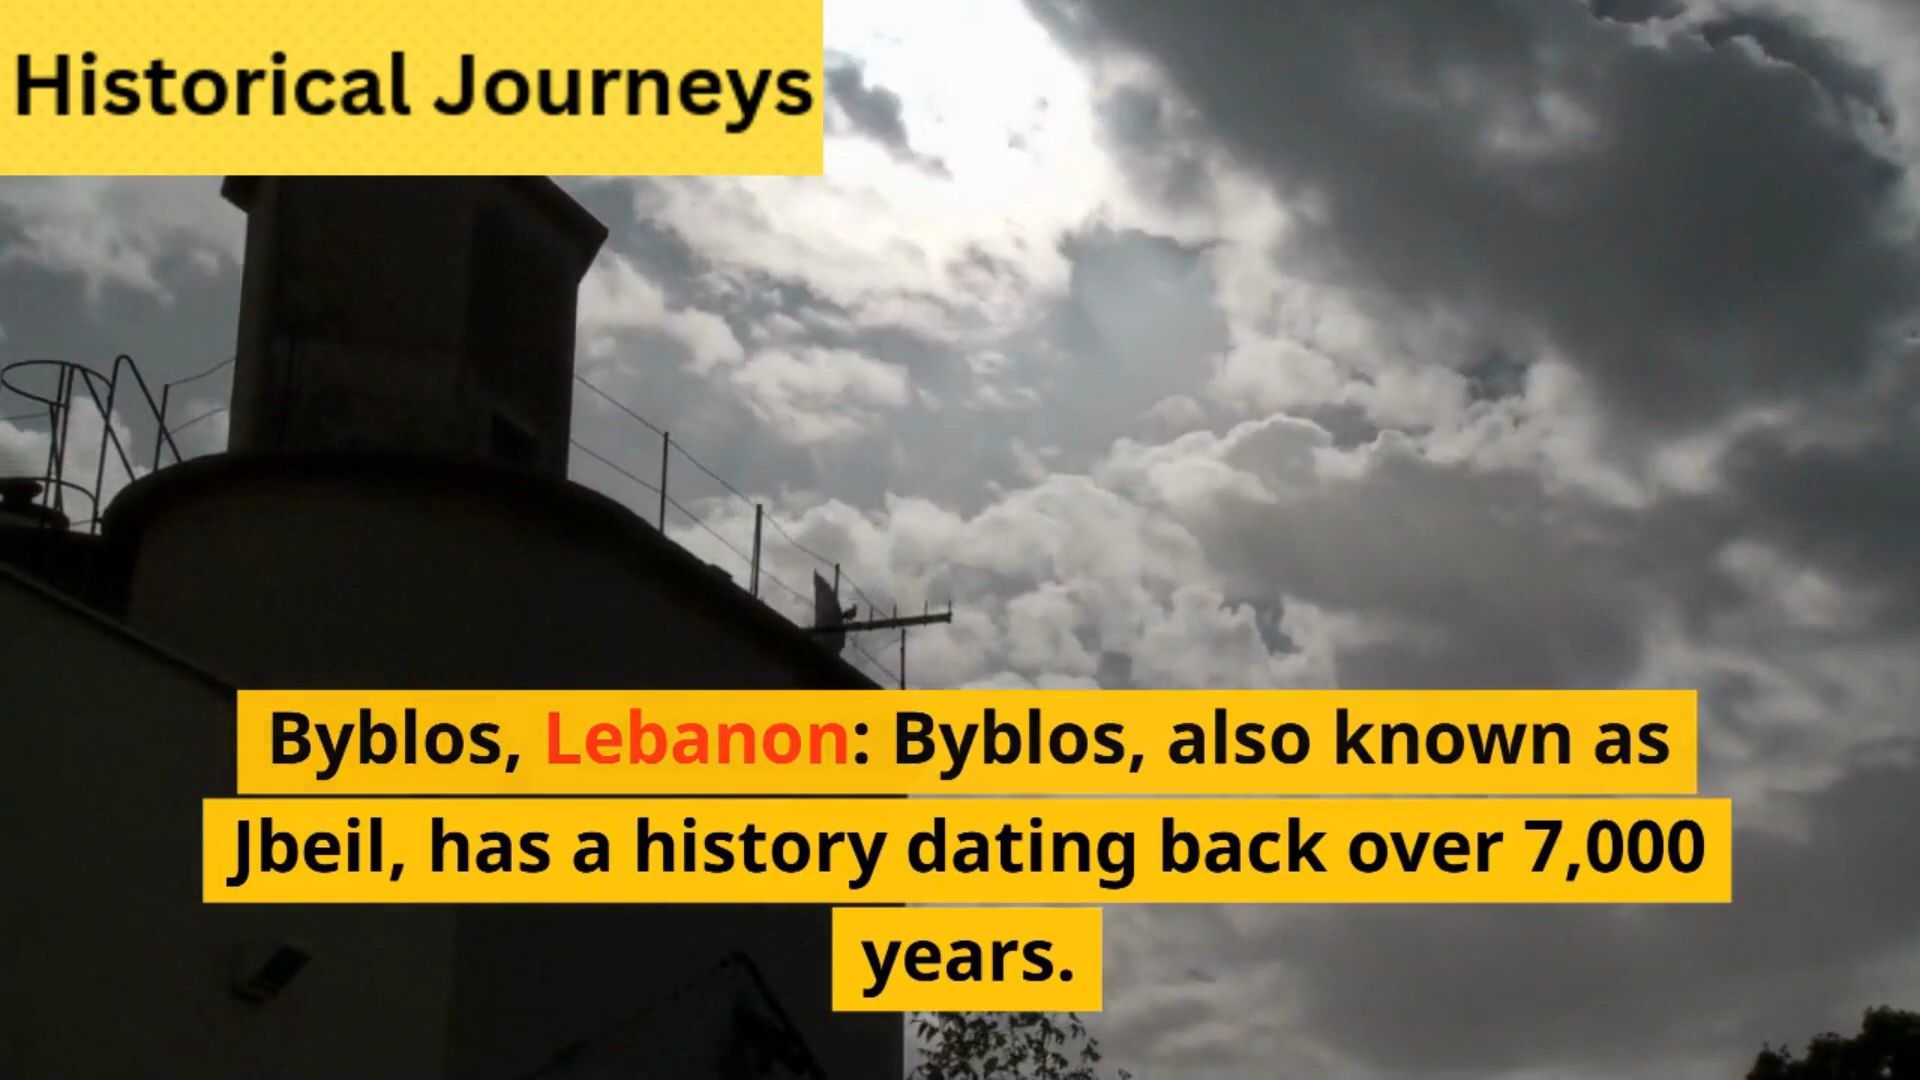 Historical Journeys
Byblos, Lebanon: Byblos, also known as
Jbeil, has a history dating back over 7,000
years.